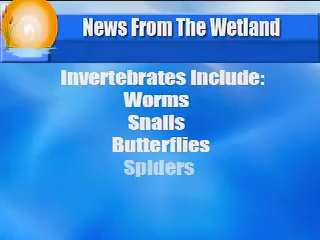 News From The Wetland
Invertebrates Include:
Worms
Snails
Butterflies
Spiders